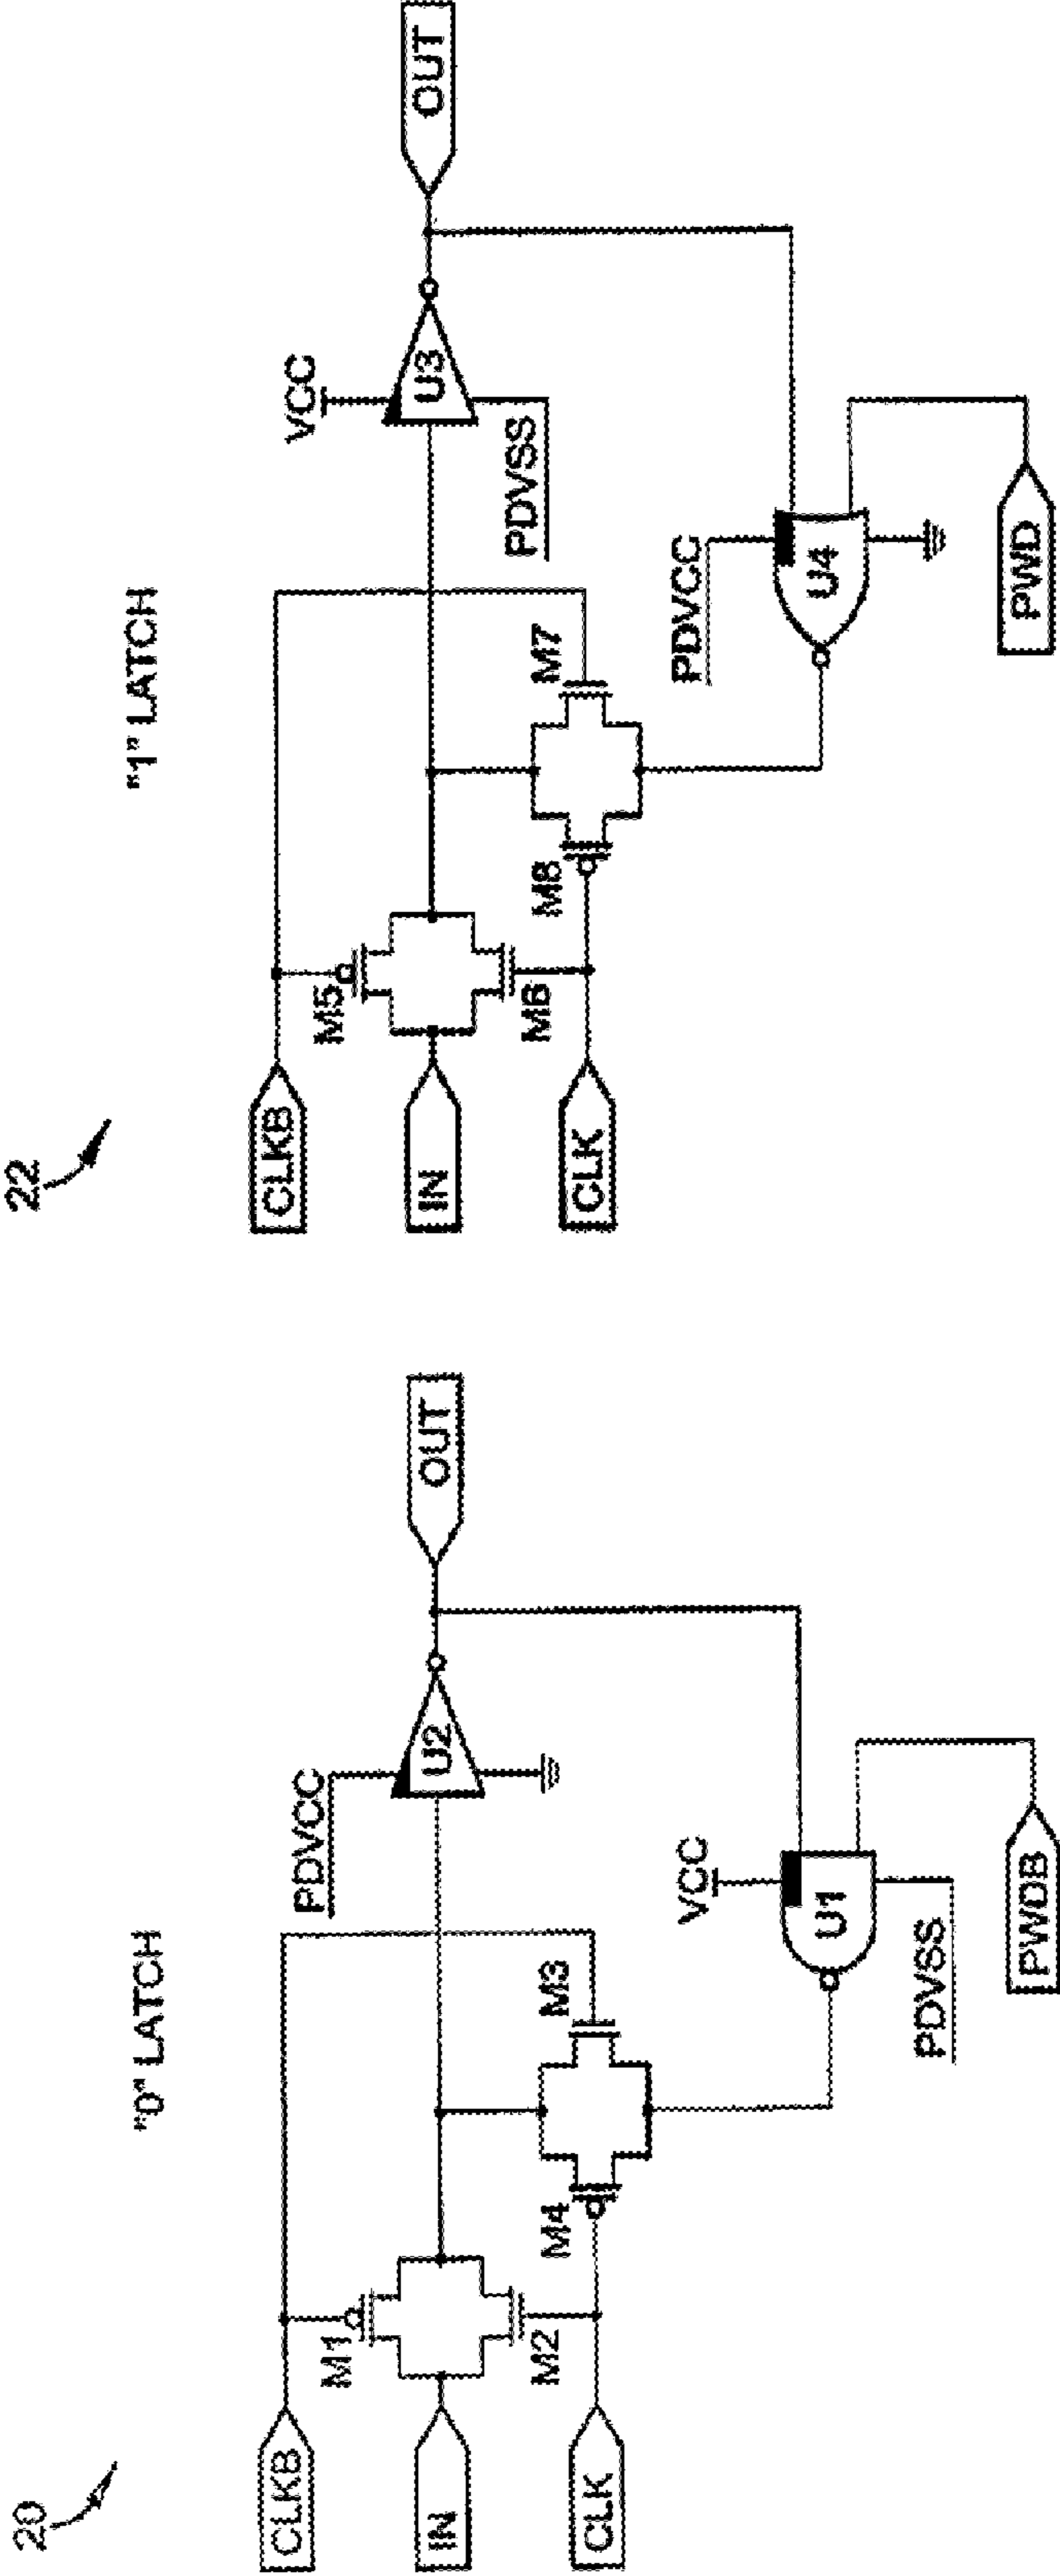 20
"0" LATCH
CLKB
M1
IN
M2
CLK
M4
M3
PDVCC
U2
OUT
VCC
U1
PDVSS
PWDB
22
"1" LATCH
CLKB
M5
IN
M6
CLK
M8
M7
VCC
U3
PDVSS
OUT
PDVCC
U4
PWD